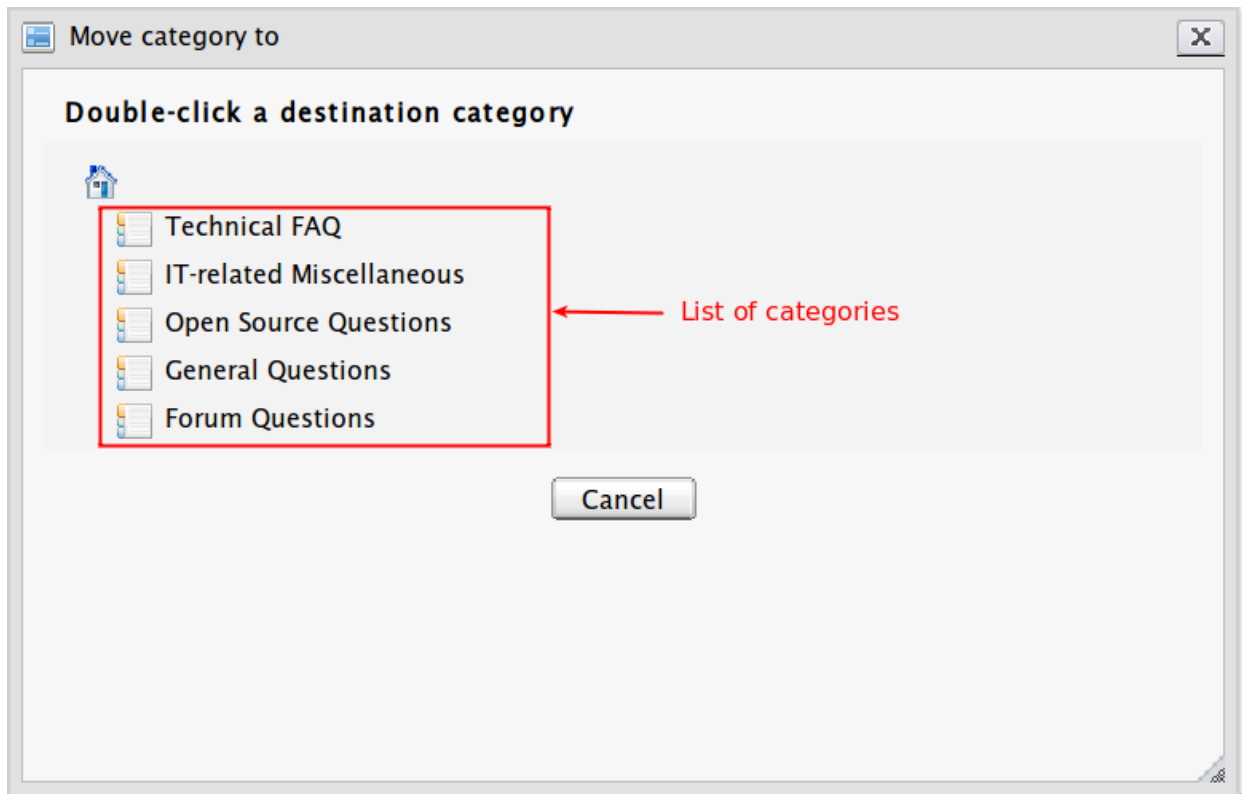 Move category to
X
Double-click a destination category
Technical FAQ
IT-related Miscellaneous
Open Source Questions
List of categories
General Questions
Forum Questions
Cancel